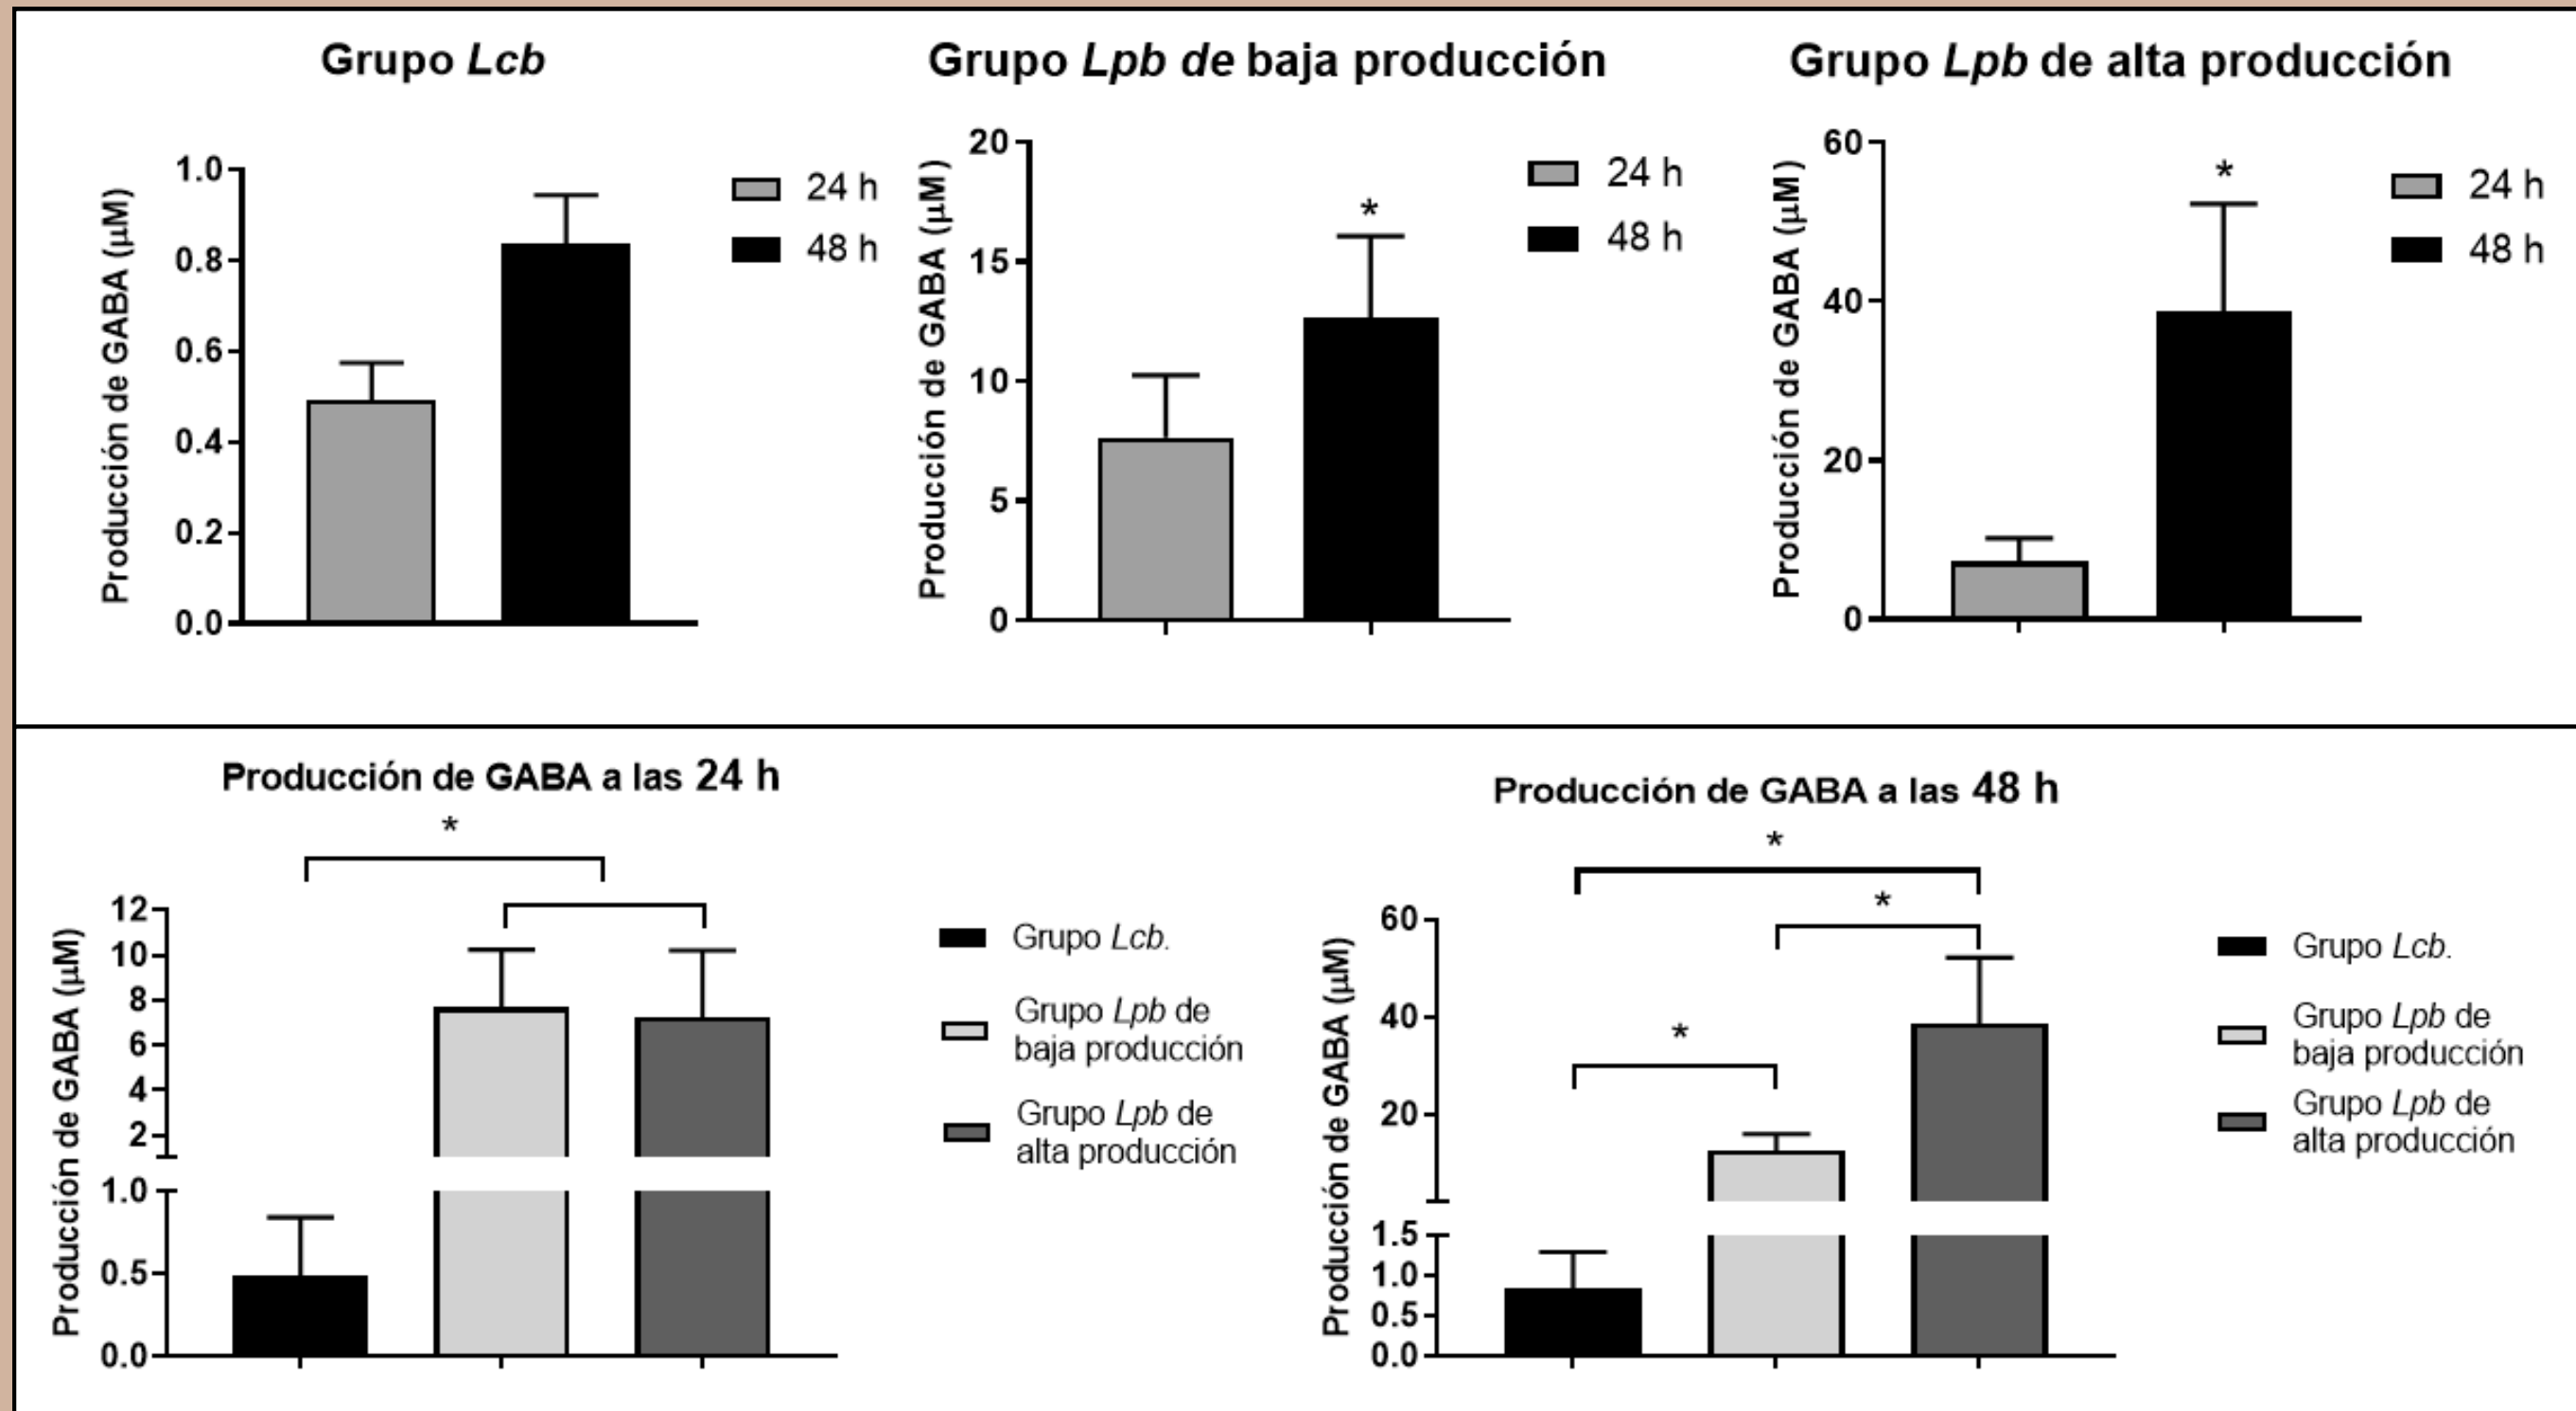 Grupo Lcb
Producción de GABA (µM)
1.0
0.8
0.6
0.4
0.2
0.0
24 h
48 h
Grupo Lpb de baja producción
Producción de GABA (µM)
20
15
10
5
0
*
24 h
48 h
Grupo Lpb de alta producción
Producción de GABA (µM)
60
40
20
0
*
24 h
48 h
Producción de GABA a las 24 h
*
Producción de GABA (µM)
12
10
8
6
4
2
1.0
0.5
0.0
Grupo Lcb.
Grupo Lpb de
baja producción
Grupo Lpb de
alta producción
Producción de GABA a las 48 h
*
*
*
Producción de GABA (µM)
60
40
20
1.5
1.0
0.5
0.0
Grupo Lcb.
Grupo Lpb de
baja producción
Grupo Lpb de
alta producción